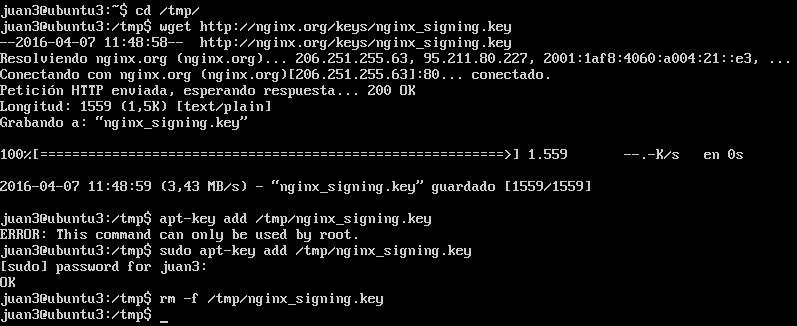 juan3@ubuntu3:~$ cd /tmp/
juan3@ubuntu3:/tmp$ wget http://nginx.org/keys/nginx_signing.key
--2016-04-07 11:48:58--  http://nginx.org/keys/nginx_signing.key
Resolviendo nginx.org (nginx.org)... 206.251.255.63, 95.211.80.227, 2001:1af8:4060:a004:21::e3, ...
Conectando con nginx.org (nginx.org)[206.251.255.63]:80... conectado.
Petición HTTP enviada, esperando respuesta... 200 OK
Longitud: 1559 (1,5K) [text/plain]
Grabando a: “nginx_signing.key”
100%[==========================================================>] 1.559       --.-K/s   en 0s
2016-04-07 11:48:59 (3,43 MB/s) - “nginx_signing.key” guardado [1559/1559]
juan3@ubuntu3:/tmp$ apt-key add /tmp/nginx_signing.key
ERROR: This command can only be used by root.
juan3@ubuntu3:/tmp$ sudo apt-key add /tmp/nginx_signing.key
[sudo] password for juan3:
OK
juan3@ubuntu3:/tmp$ rm -f /tmp/nginx_signing.key
juan3@ubuntu3:/tmp$ _